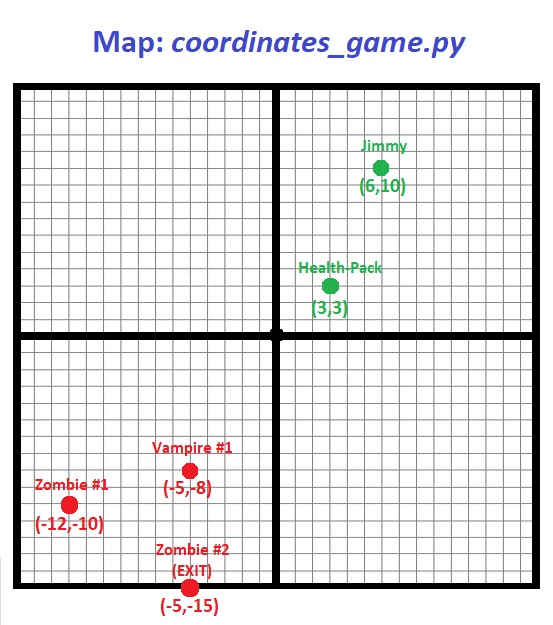 Map: coordinates_game.py
Jimmy
(6,10)
Health-Pack
(3,3)
Vampire #1
(-5,-8)
Zombie #1
(-12,-10)
Zombie #2
(EXIT)
(-5,-15)